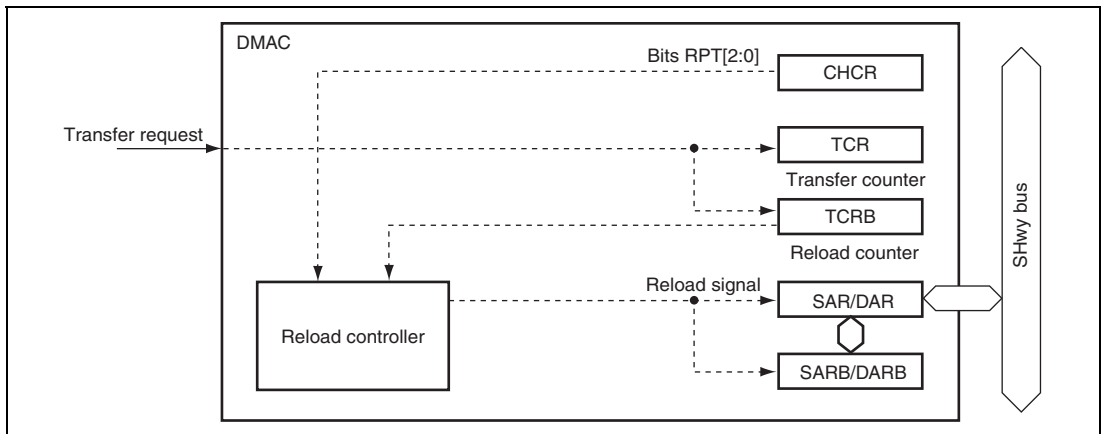 DMAC
Bits RPT[2:0]
CHCR
Transfer request
TCR
Transfer counter
TCRB
Reload counter
SHwy bus
Reload signal
SAR/DAR
Reload controller
SARB/DARB